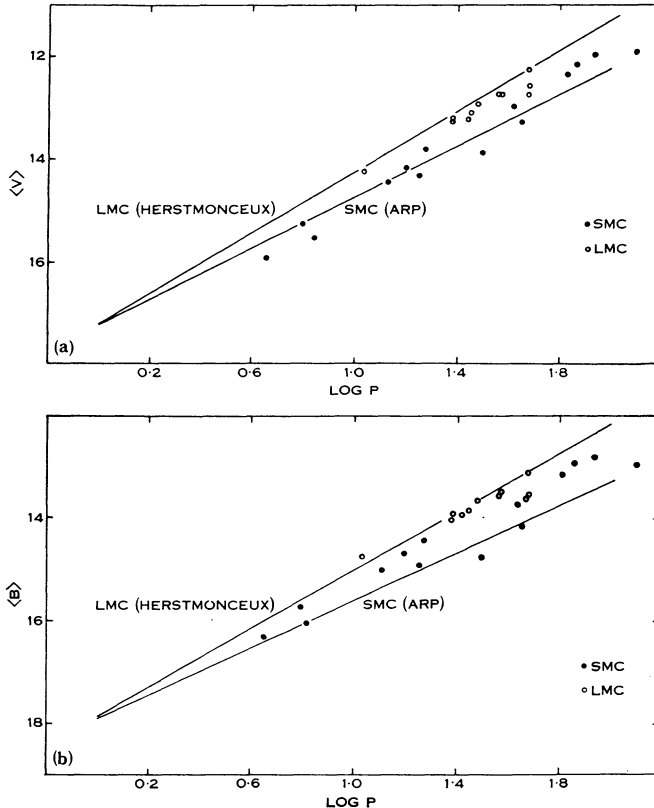 12
14
16
<V>
LMC (HERSTMONCEUX)
SMC (ARP)
SMC
LMC
(a)
0·2
0·6
1·0
1·4
1·8
LOG P
14
16
18
<B>
LMC (HERSTMONCEUX)
SMC (ARP)
SMC
LMC
(b)
0·2
0·6
1·0
1·4
1·8
LOG P